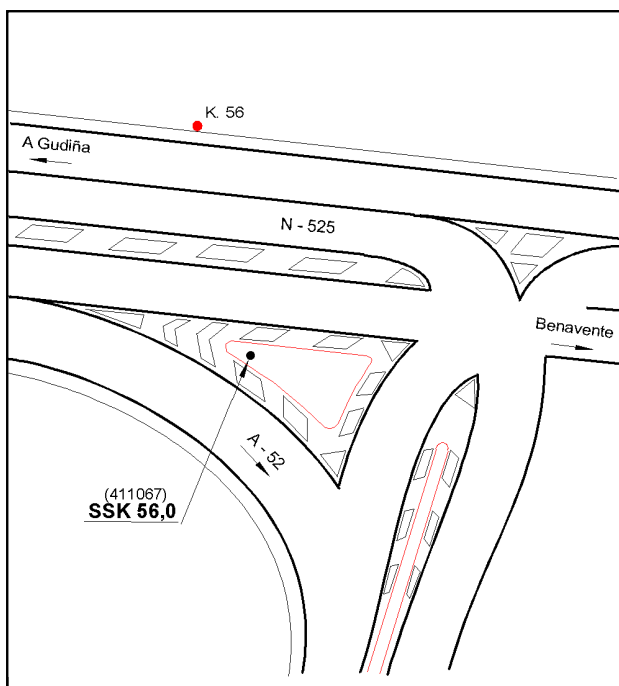 K. 56
A Gudiña
N - 525
Benavente
A - 52
(411067)
SSK 56,0